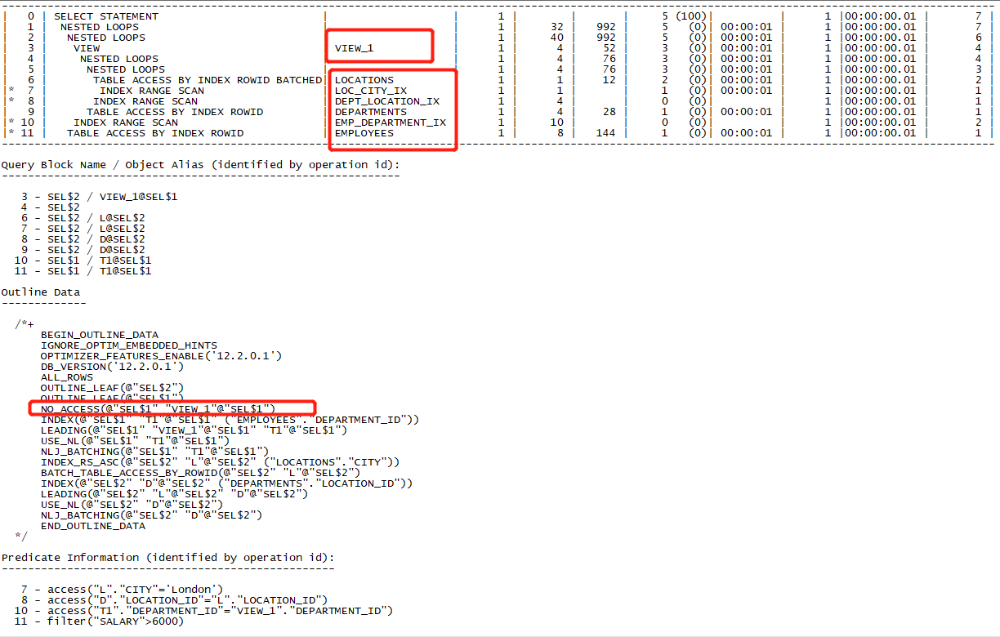 -----------------------------------------------------------------------------------------------------------------------------------------------------
|   0 | SELECT STATEMENT                        |                   |      1 |        |       |     5 (100)|          |      1 |00:00:00.01 |       7 |
|   1 |  NESTED LOOPS                           |                   |      1 |     32 |   992 |     5   (0)| 00:00:01 |      1 |00:00:00.01 |       7 |
|   2 |   NESTED LOOPS                          |                   |      1 |     40 |   992 |     5   (0)| 00:00:01 |      1 |00:00:00.01 |       6 |
|   3 |    VIEW                                 | VIEW_1            |      1 |      4 |    52 |     3   (0)| 00:00:01 |      1 |00:00:00.01 |       4 |
|   4 |     NESTED LOOPS                        |                   |      1 |      4 |    76 |     3   (0)| 00:00:01 |      1 |00:00:00.01 |       4 |
|   5 |      NESTED LOOPS                       |                   |      1 |      4 |    76 |     3   (0)| 00:00:01 |      1 |00:00:00.01 |       3 |
|   6 |       TABLE ACCESS BY INDEX ROWID BATCHED| LOCATIONS        |      1 |      1 |    12 |     2   (0)| 00:00:01 |      1 |00:00:00.01 |       2 |
|*  7 |        INDEX RANGE SCAN                 | LOC_CITY_IX       |      1 |      1 |       |     1   (0)| 00:00:01 |      1 |00:00:00.01 |       1 |
|*  8 |       INDEX RANGE SCAN                  | DEPT_LOCATION_IX  |      1 |      4 |       |     0   (0)|          |      1 |00:00:00.01 |       1 |
|   9 |      TABLE ACCESS BY INDEX ROWID        | DEPARTMENTS       |      1 |      4 |    28 |     1   (0)| 00:00:01 |      1 |00:00:00.01 |       1 |
|* 10 |    INDEX RANGE SCAN                     | EMP_DEPARTMENT_IX |      1 |     10 |       |     0   (0)|          |      1 |00:00:00.01 |       2 |
|* 11 |   TABLE ACCESS BY INDEX ROWID           | EMPLOYEES         |      1 |      8 |   144 |     1   (0)| 00:00:01 |      1 |00:00:00.01 |       1 |
-----------------------------------------------------------------------------------------------------------------------------------------------------
Query Block Name / Object Alias (identified by operation id):
-------------------------------------------------------------
   3 - SEL$2 / VIEW_1@SEL$1
   4 - SEL$2
   6 - SEL$2 / L@SEL$2
   7 - SEL$2 / L@SEL$2
   8 - SEL$2 / D@SEL$2
   9 - SEL$2 / D@SEL$2
  10 - SEL$1 / T1@SEL$1
  11 - SEL$1 / T1@SEL$1
Outline Data
-------------
  /*+
      BEGIN_OUTLINE_DATA
      IGNORE_OPTIM_EMBEDDED_HINTS
      OPTIMIZER_FEATURES_ENABLE('12.2.0.1')
      DB_VERSION('12.2.0.1')
      ALL_ROWS
      OUTLINE_LEAF(@"SEL$2")
      OUTLINE_LEAF(@"SEL$1")
      NO_ACCESS(@"SEL$1" "VIEW_1"@"SEL$1")
      INDEX(@"SEL$1" "T1"@"SEL$1" ("EMPLOYEES"."DEPARTMENT_ID"))
      LEADING(@"SEL$1" "VIEW_1"@"SEL$1" "T1"@"SEL$1")
      USE_NL(@"SEL$1" "T1"@"SEL$1")
      NLJ_BATCHING(@"SEL$1" "T1"@"SEL$1")
      INDEX_RS_ASC(@"SEL$2" "L"@"SEL$2" ("LOCATIONS"."CITY"))
      BATCH_TABLE_ACCESS_BY_ROWID(@"SEL$2" "L"@"SEL$2")
      INDEX(@"SEL$2" "D"@"SEL$2" ("DEPARTMENTS"."LOCATION_ID"))
      LEADING(@"SEL$2" "L"@"SEL$2" "D"@"SEL$2")
      USE_NL(@"SEL$2" "D"@"SEL$2")
      NLJ_BATCHING(@"SEL$2" "D"@"SEL$2")
      END_OUTLINE_DATA
  */
Predicate Information (identified by operation id):
---------------------------------------------------
   7 - access("L"."CITY"='London')
   8 - access("D"."LOCATION_ID"="L"."LOCATION_ID")
  10 - access("T1"."DEPARTMENT_ID"="VIEW_1"."DEPARTMENT_ID")
  11 - filter("SALARY">6000)